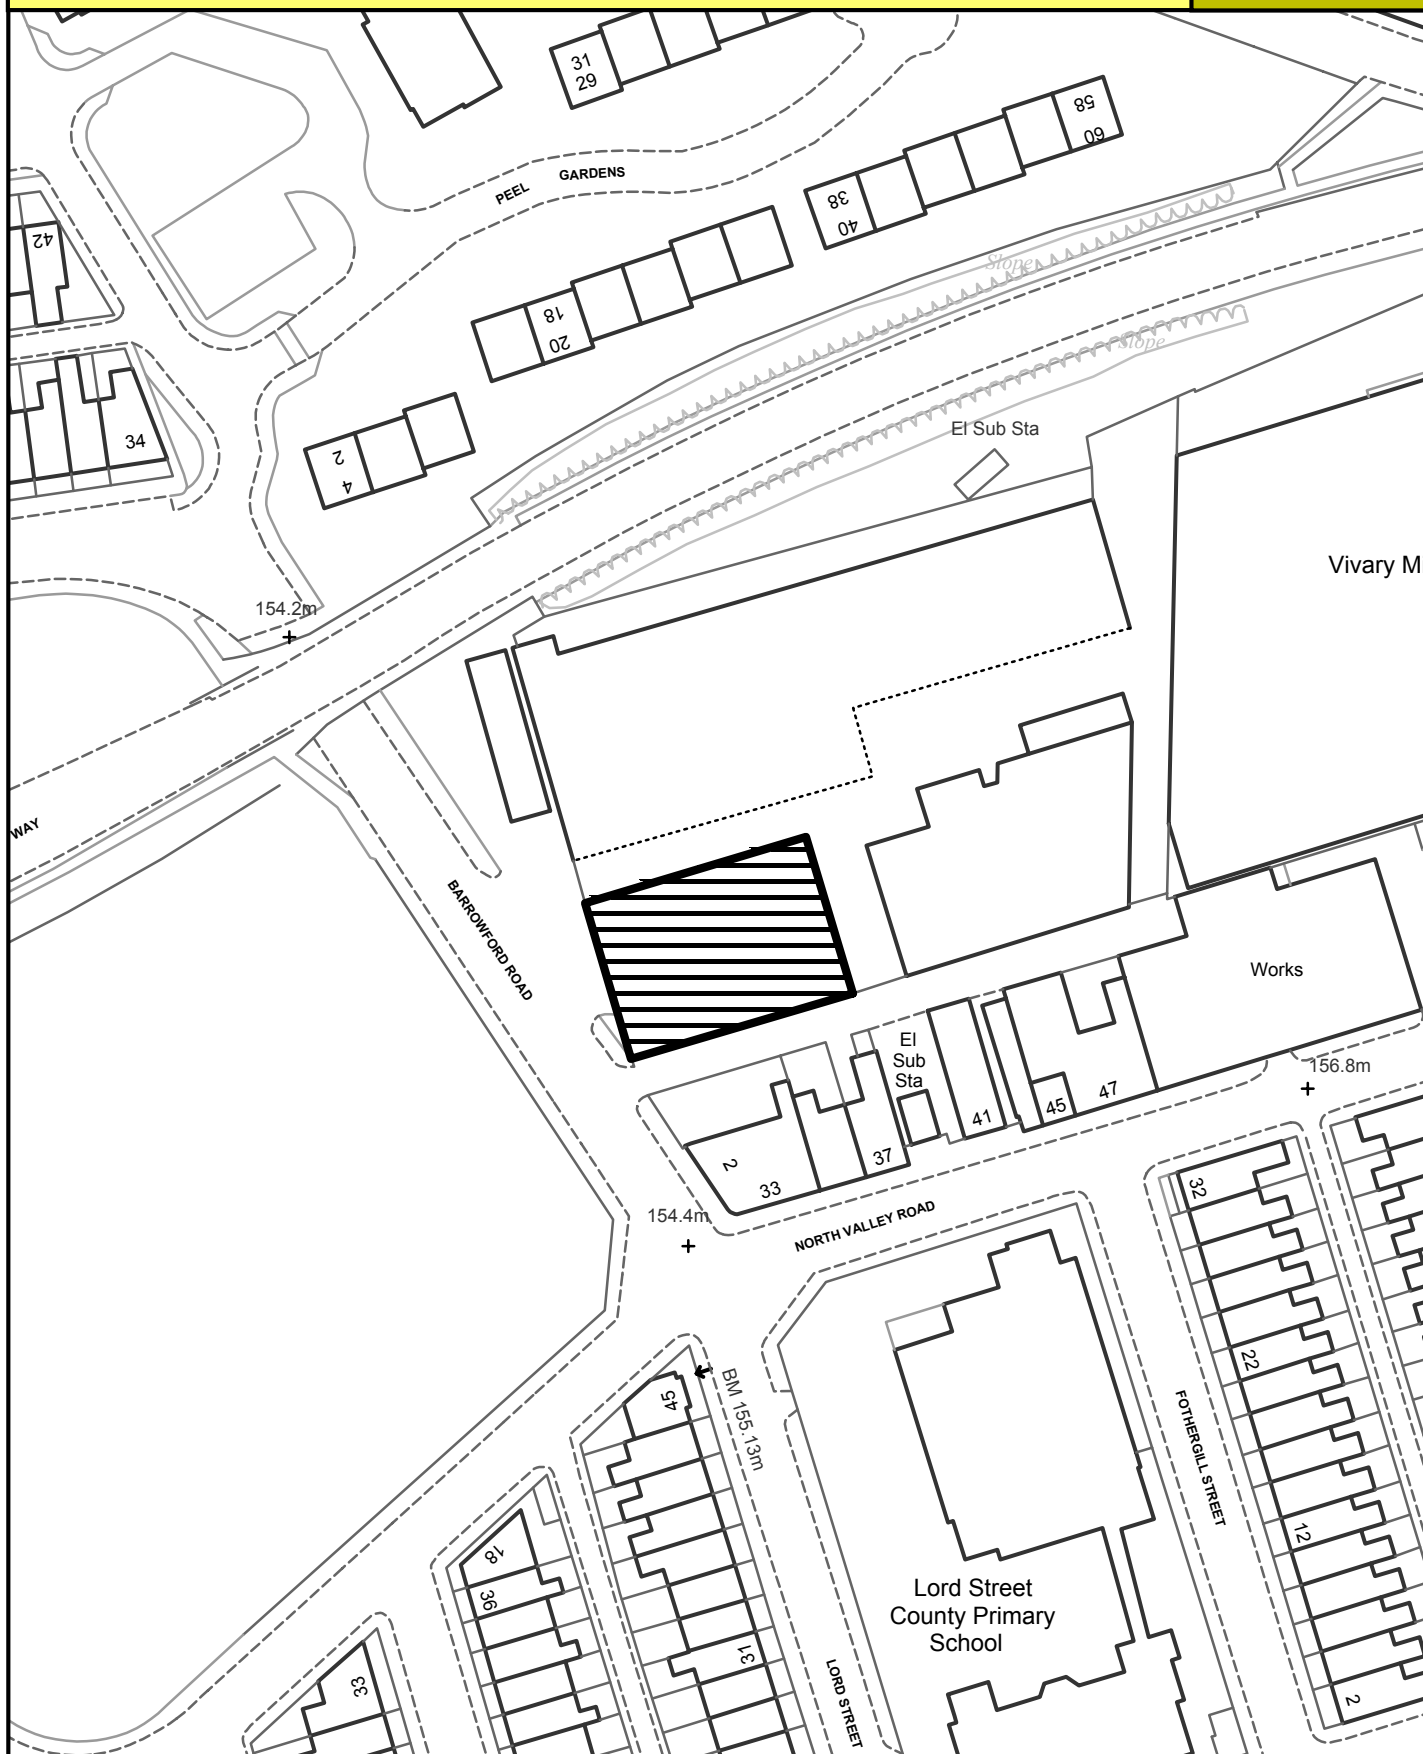 31
29
58
60
PEEL GARDENS
38
40
42
Slope
18
20
Slope
El Sub Sta
34
2
4
Vivary M
154.2m
WAY
BARROWFORD ROAD
Works
El
Sub
Sta
156.8m
41
45
47
37
2
33
32
154.4m
NORTH VALLEY ROAD
22
45
BM 155.13m
FOTHERGILL STREET
12
18
36
Lord Street
County Primary
School
31
33
LORD STREET
2